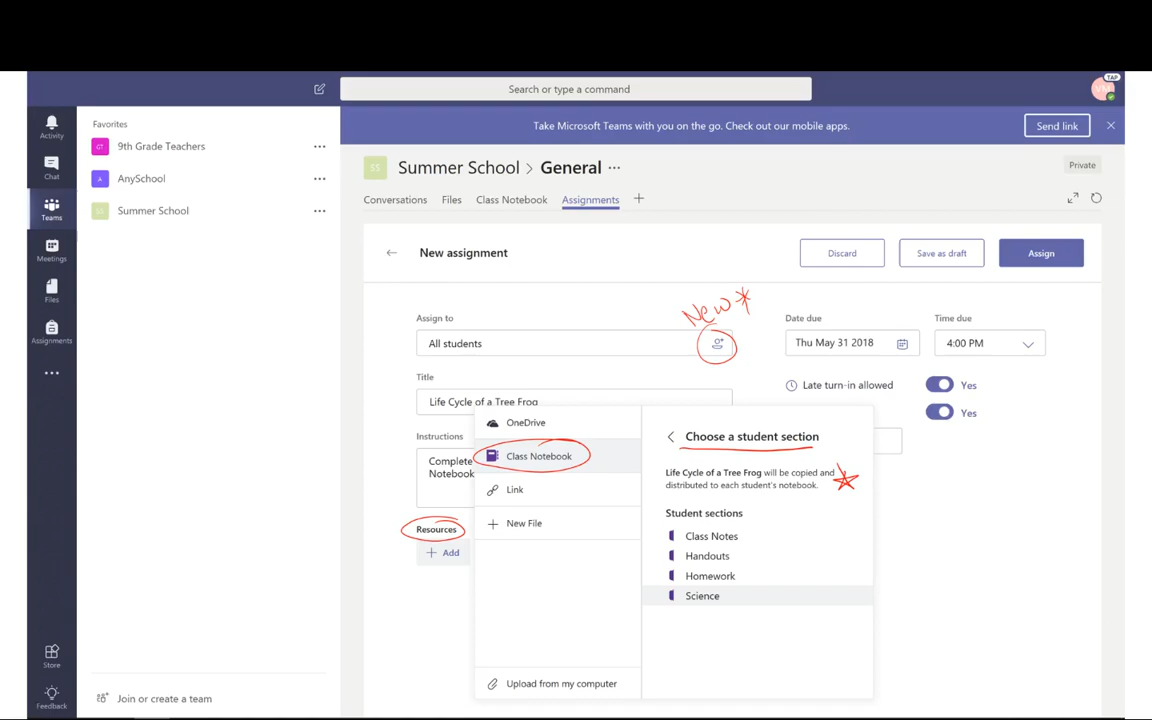 Search or type a command
TAP
VM
Activity
Chat
Teams
Meetings
Files
Assignments
Store
Feedback
Favorites
GT 9th Grade Teachers
A AnySchool
Summer School
Join or create a team
Take Microsoft Teams with you on the go. Check out our mobile apps.
Send link
SS Summer School > General
Private
Conversations Files Class Notebook Assignments
New assignment
Discard Save as draft Assign
New*
Assign to
All students
Date due
Thu May 31 2018
Time due
4:00 PM
Title
Life Cycle of a Tree Frog
Late turn-in allowed Yes
Yes
Instructions
Complete
Notebook
Resources
+ Add
OneDrive
Class Notebook
Link
New File
Upload from my computer
Choose a student section
Life Cycle of a Tree Frog will be copied and
distributed to each student's notebook.
Student sections
Class Notes
Handouts
Homework
Science